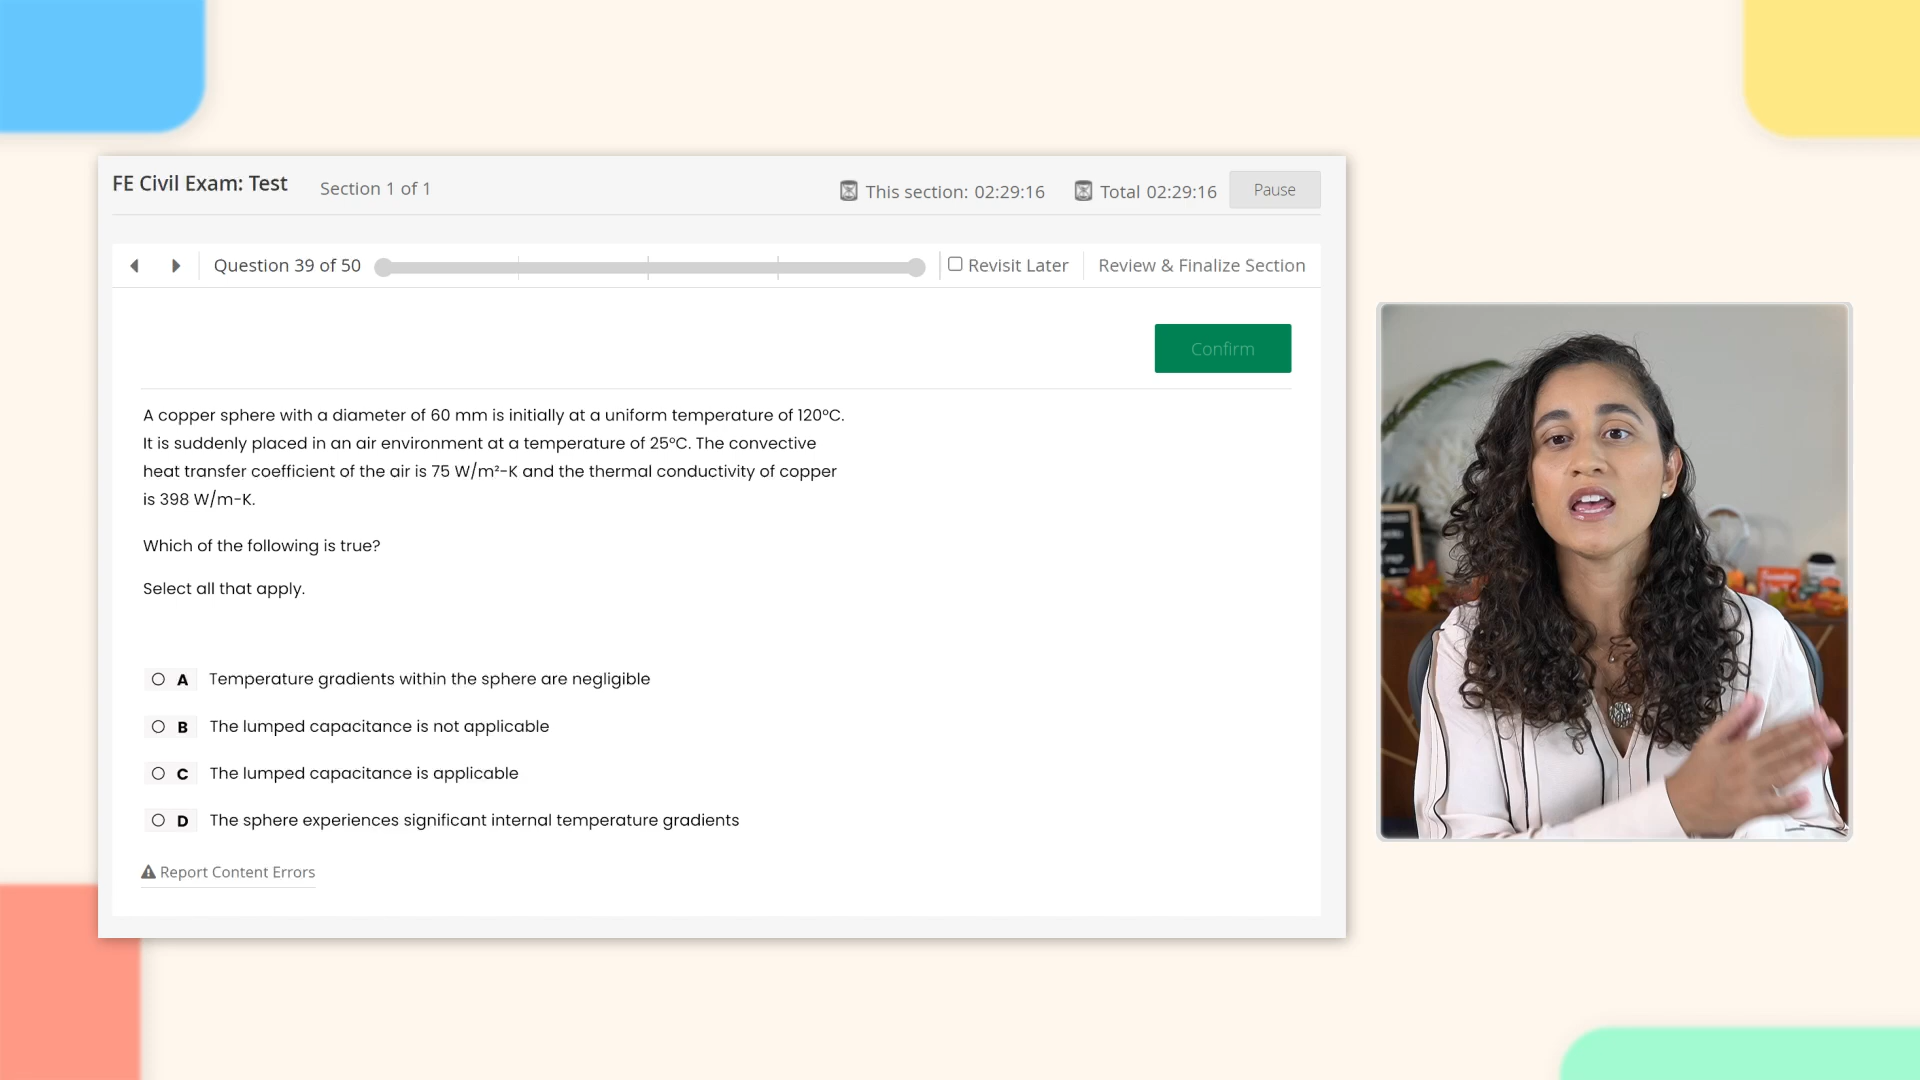 FE Civil Exam: Test
Section 1 of 1
This section: 02:29:16
Total 02:29:16
Pause
Question 39 of 50
Revisit Later
Review & Finalize Section
Confirm
A copper sphere with a diameter of 60 mm is initially at a uniform temperature of 120°C.
It is suddenly placed in an air environment at a temperature of 25°C. The convective
heat transfer coefficient of the air is 75 W/m²-K and the thermal conductivity of copper
is 398 W/m-K.
Which of the following is true?
Select all that apply.
A Temperature gradients within the sphere are negligible
B The lumped capacitance is not applicable
C The lumped capacitance is applicable
D The sphere experiences significant internal temperature gradients
Report Content Errors